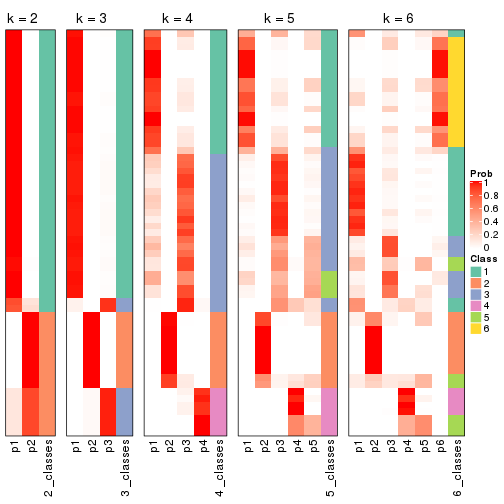 k = 2
k = 3
k = 4
k = 5
k = 6
p1
p2
2_classes
p1
p2
p3
3_classes
p1
p2
p3
p4
4_classes
p1
p2
p3
p4
p5
5_classes
p1
p2
p3
p4
p5
p6
6_classes
Prob
1
0.8
0.6
0.4
0.2
0
Class
1
2
3
4
5
6